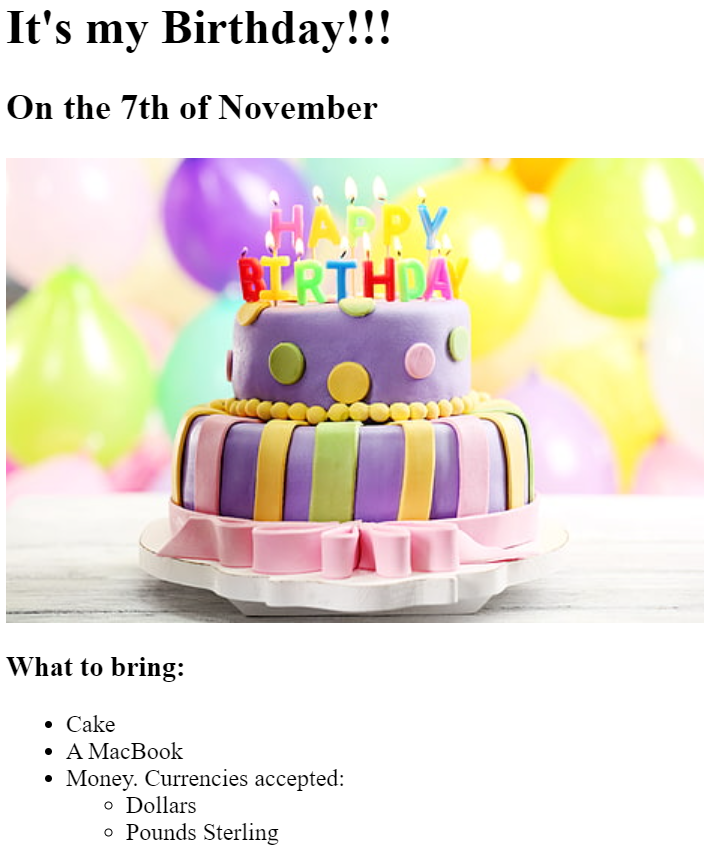 It's my Birthday!!!
On the 7th of November
HAPPY
BIRTHDAY
What to bring:
Cake
A MacBook
Money. Currencies accepted:
Dollars
Pounds Sterling